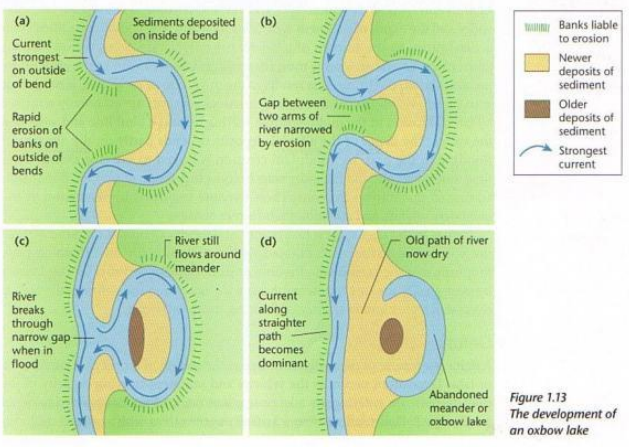 (a)
Sediments deposited
on inside of bend
Current
strongest
on outside
of bend
Rapid
erosion of
banks on
outside of
bends
(b)
Gap between
two arms of
river narrowed
by erosion
Banks liable
to erosion
Newer
deposits of
sediment
Older
deposits of
sediment
Strongest
current
(c)
River still
flows around
meander
River
breaks
through
narrow gap
when in
flood
(d)
Old path of river
now dry
Current
along
straighter
path
becomes
dominant
Abandoned
meander or
oxbow lake
Figure 1.13
The development of
an oxbow lake